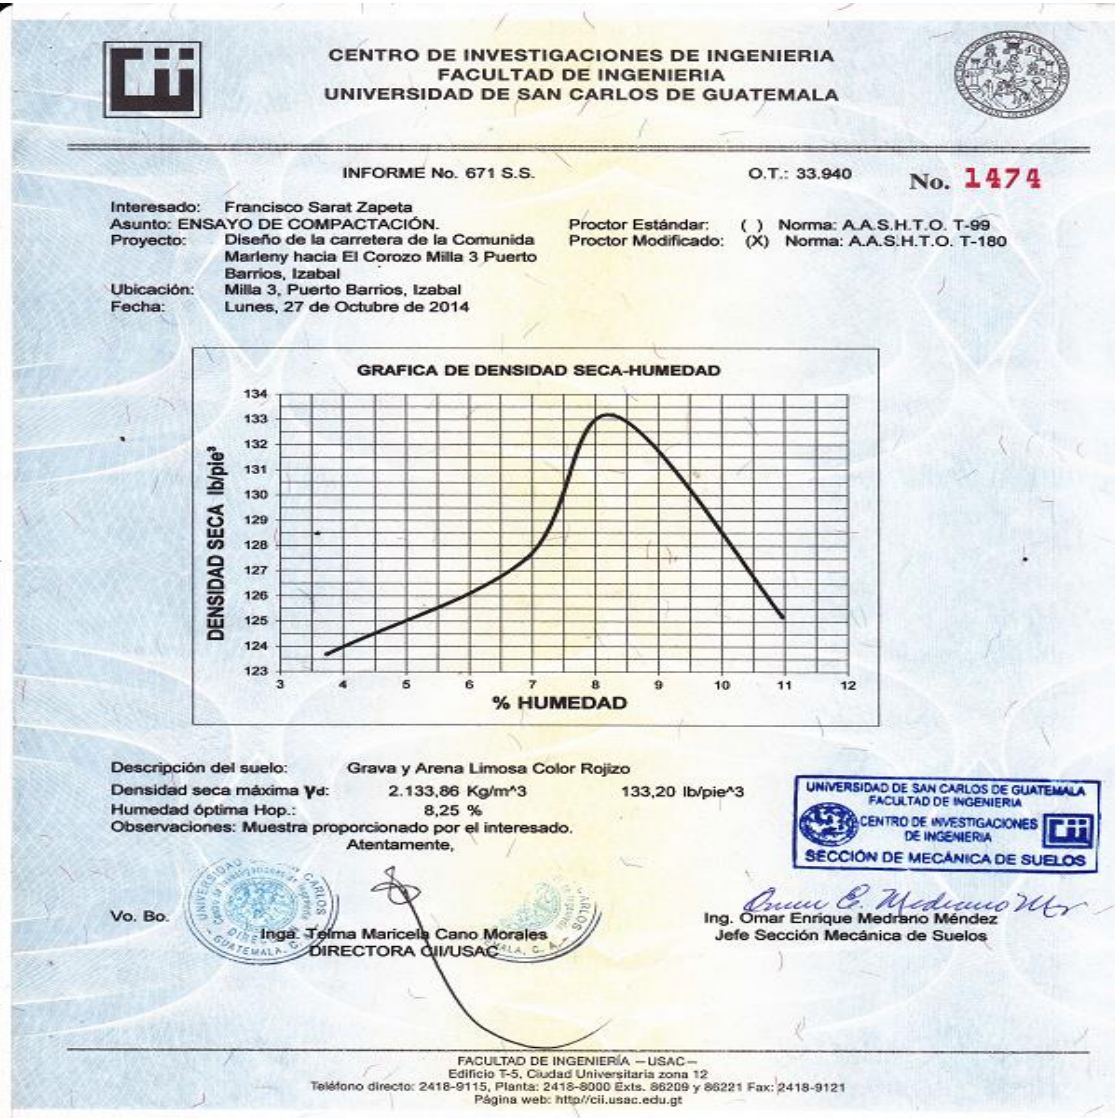 Cii
CENTRO DE INVESTIGACIONES DE INGENIERIA
FACULTAD DE INGENIERIA
UNIVERSIDAD DE SAN CARLOS DE GUATEMALA
INFORME No. 671 S.S.
O.T.: 33.940
No. 1474
Interesado: Francisco Sarat Zapeta
Asunto: ENSAYO DE COMPACTACIÓN.
Proctor Estándar: ( ) Norma: A.A.S.H.T.O. T-99
Proyecto: Diseño de la carretera de la Comunida
Proctor Modificado: (X) Norma: A.A.S.H.T.O. T-180
Marleny hacia El Corozo Milla 3 Puerto
Barrios, Izabal
Ubicación: Milla 3, Puerto Barrios, Izabal
Fecha: Lunes, 27 de Octubre de 2014
GRAFICA DE DENSIDAD SECA-HUMEDAD
DENSIDAD SECA lb/pie³
134
133
132
131
130
129
128
127
126
125
124
123
3 4 5 6 7 8 9 10 11 12
% HUMEDAD
Descripción del suelo: Grava y Arena Limosa Color Rojizo
Densidad seca máxima γd: 2.133,86 Kg/m^3 133,20 lb/pie^3
Humedad óptima Hop.: 8,25 %
Observaciones: Muestra proporcionado por el interesado.
Atentamente,
UNIVERSIDAD DE SAN CARLOS DE GUATEMALA
FACULTAD DE INGENIERIA
CENTRO DE INVESTIGACIONES
DE INGENIERIA
Cii
SECCIÓN DE MECÁNICA DE SUELOS
Vo. Bo.
Inga. Telma Maricela Cano Morales
DIRECTORA CII/USAC
Ing. Omar Enrique Medrano Méndez
Jefe Sección Mecánica de Suelos
FACULTAD DE INGENIERÍA —USAC—
Edificio T-5, Ciudad Universitaria zona 12
Teléfono directo: 2418-9115, Planta: 2418-8000 Exts. 86209 y 86221 Fax: 2418-9121
Página web: http//cii.usac.edu.gt